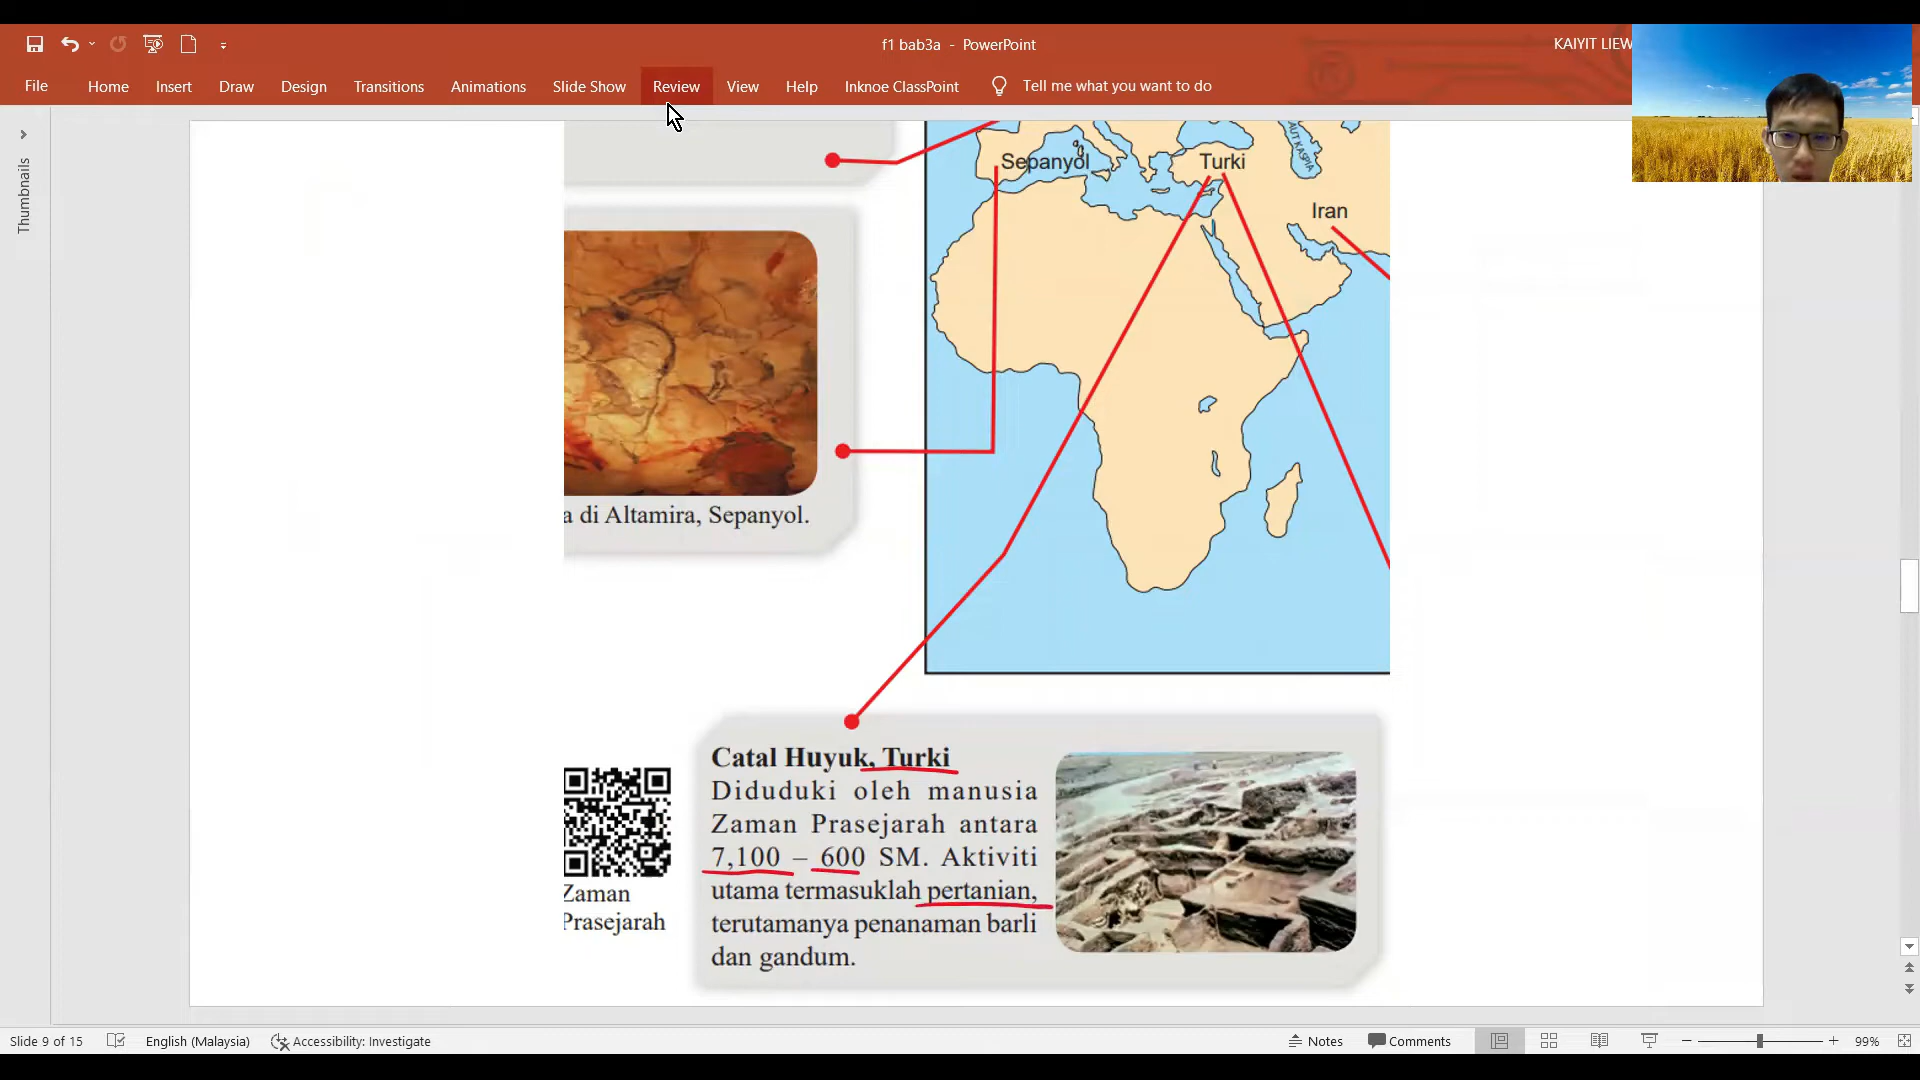 f1 bab3a - PowerPoint
KAIYIT LIEW
File Home Insert Draw Design Transitions Animations Slide Show Review View Help Inknoe ClassPoint Tell me what you want to do
Thumbnails
Sepanyol
Turki
LAUT KASPIA
Iran
a di Altamira, Sepanyol.
Catal Huyuk, Turki
Diduduki oleh manusia
Zaman Prasejarah antara
7,100 – 600 SM. Aktiviti
utama termasuklah pertanian,
terutamanya penanaman barli
dan gandum.
Zaman
Prasejarah
Slide 9 of 15 English (Malaysia) Accessibility: Investigate Notes Comments 99%